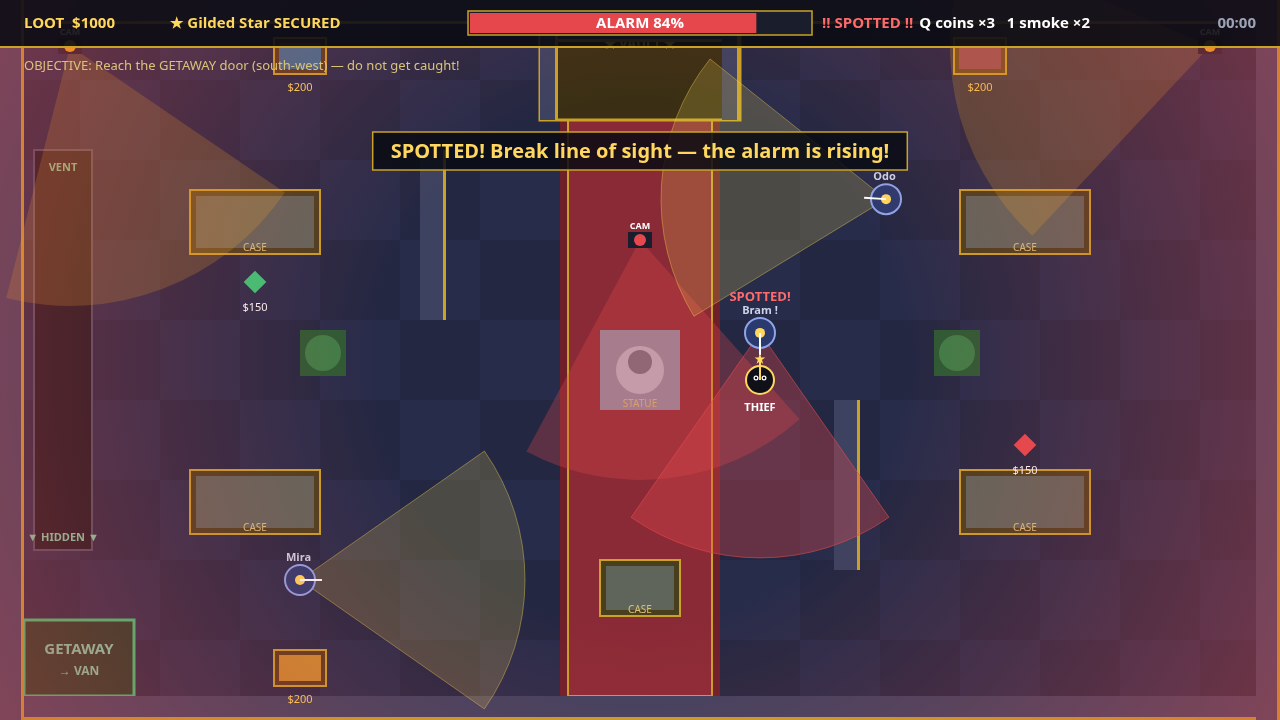 LOOT $1000
★ Gilded Star SECURED
ALARM 84%
!! SPOTTED !!
Q coins ×3
1 smoke ×2
00:00
OBJECTIVE: Reach the GETAWAY door (south-west) — do not get caught!
$200
$200
SPOTTED! Break line of sight — the alarm is rising!
VENT
Odo
CAM
CASE
CASE
SPOTTED!
$150
Bram !
STATUE
THIEF
$150
CASE
CASE
▼ HIDDEN ▼
Mira
CASE
GETAWAY
→ VAN
$200